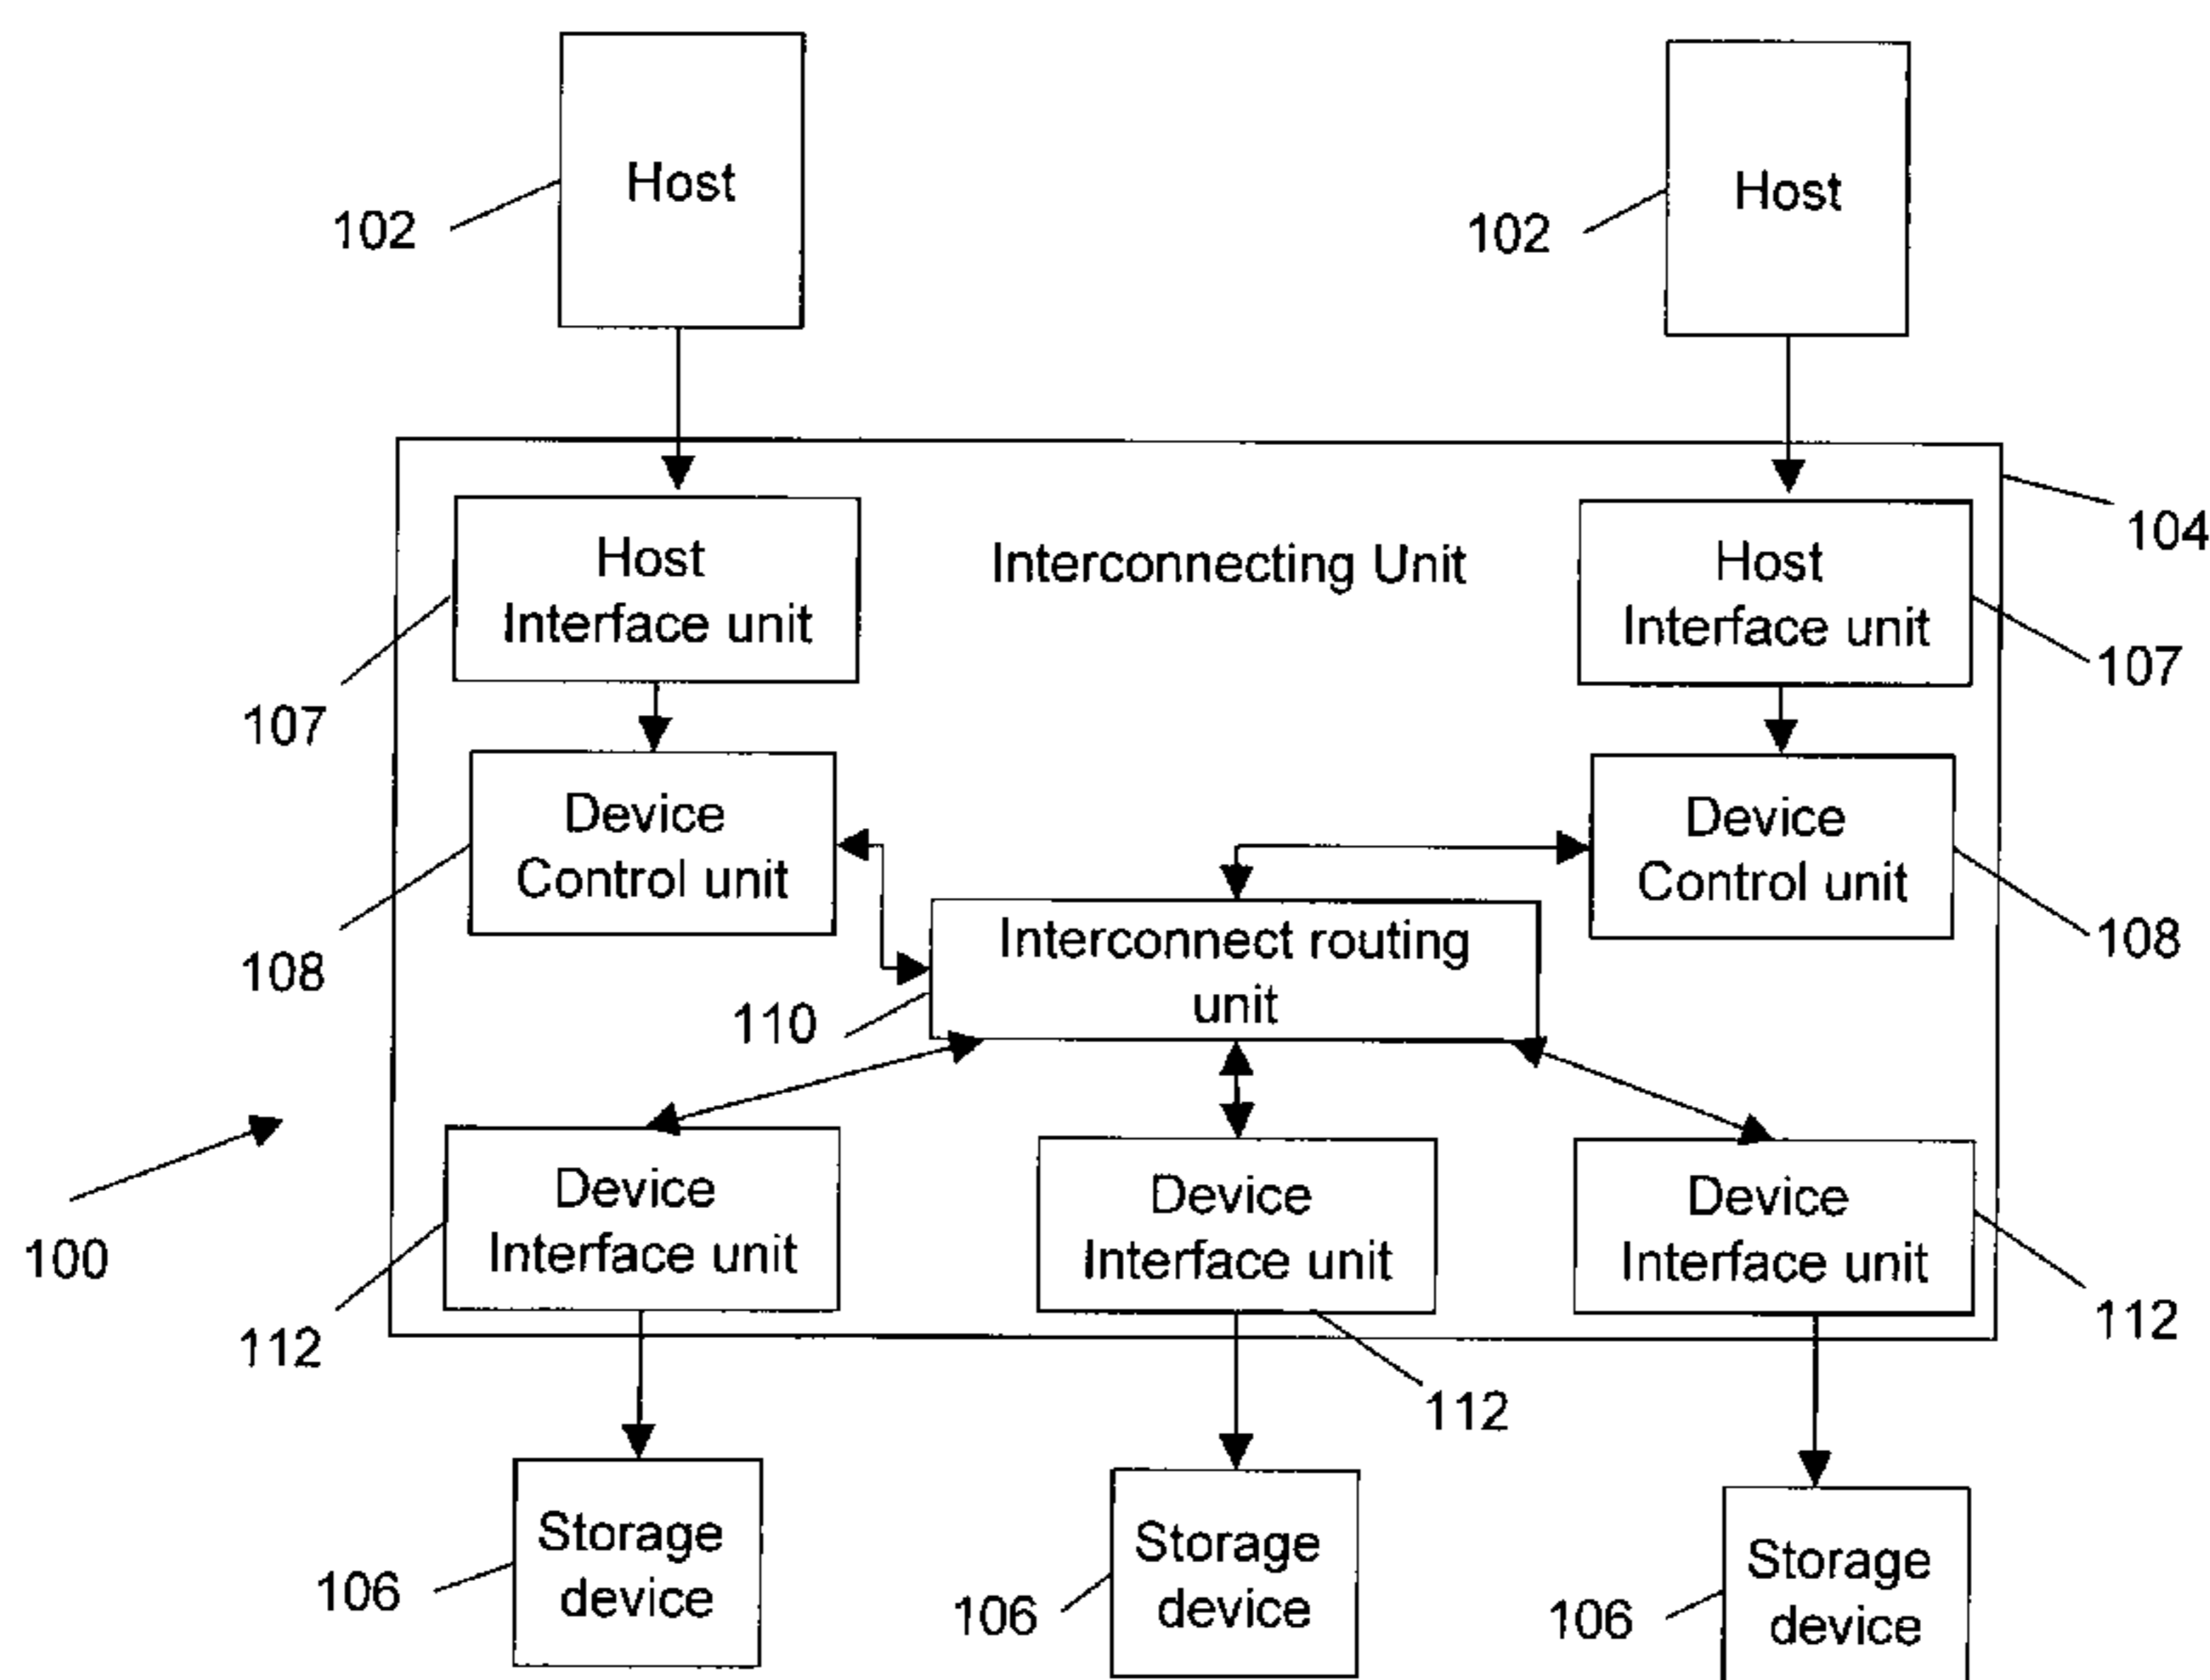 Host
Host
102
102
Host
Interface unit
Interconnecting Unit
Host
Interface unit
104
107
107
Device
Control unit
Device
Control unit
108
108
Interconnect routing
unit
110
100
Device
Interface unit
Device
Interface unit
Device
Interface unit
112
112
112
Storage
device
Storage
device
Storage
device
106
106
106